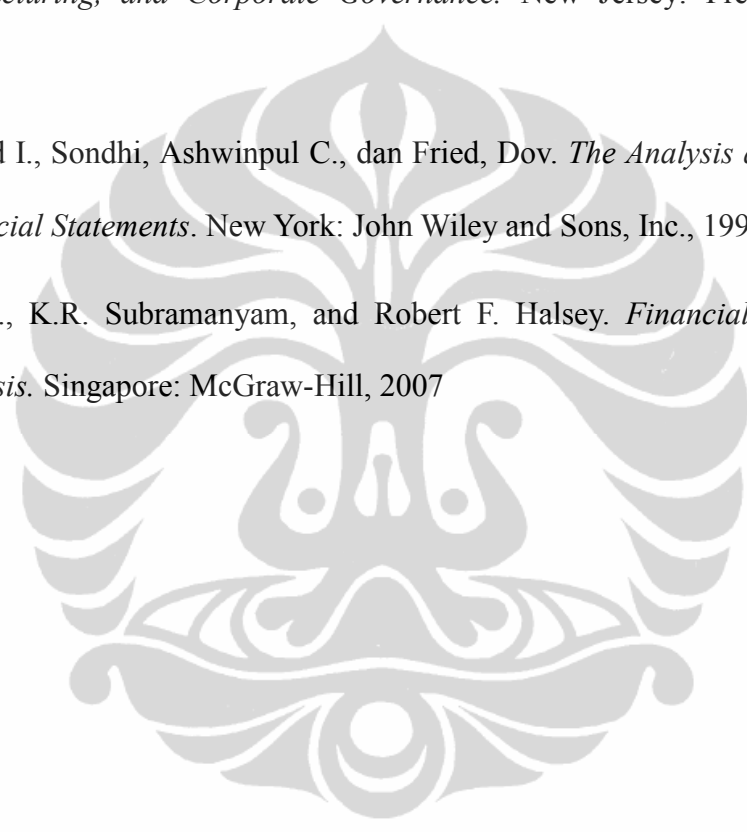 cturing, and Corporate Governance. New Jersey: Pre
d I., Sondhi, Ashwinpul C., dan Fried, Dov. The Analysis a
cial Statements. New York: John Wiley and Sons, Inc., 199
., K.R. Subramanyam, and Robert F. Halsey. Financial
sis. Singapore: McGraw-Hill, 2007